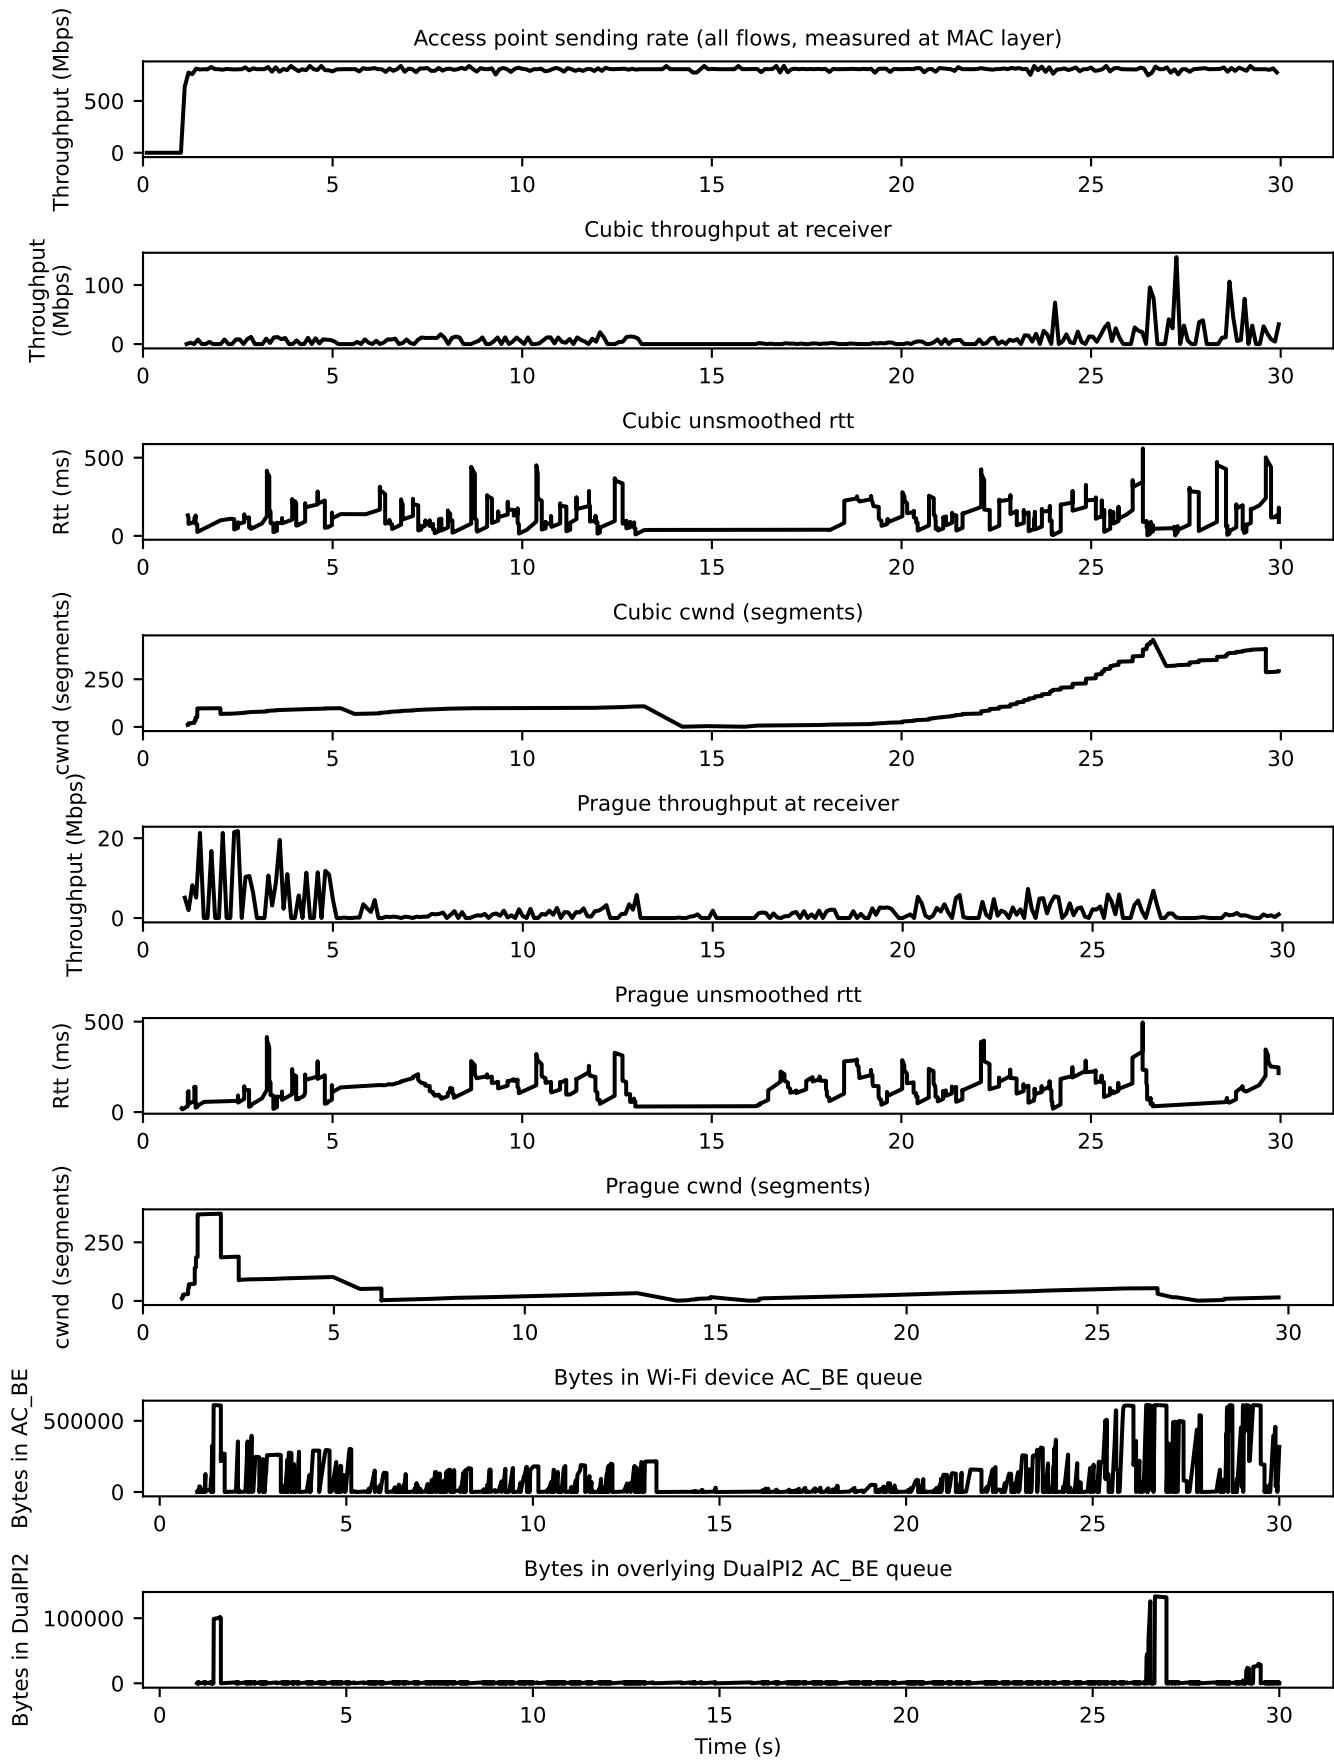 Access point sending rate (all flows, measured at MAC layer)
Throughput (Mbps)
500
0
0 5 10 15 20 25 30
Cubic throughput at receiver
Throughput
(Mbps)
100
0
0 5 10 15 20 25 30
Cubic unsmoothed rtt
Rtt (ms)
500
0
0 5 10 15 20 25 30
Cubic cwnd (segments)
cwnd (segments)
250
0
0 5 10 15 20 25 30
Prague throughput at receiver
Throughput (Mbps)
20
0
0 5 10 15 20 25 30
Prague unsmoothed rtt
Rtt (ms)
500
0
0 5 10 15 20 25 30
Prague cwnd (segments)
cwnd (segments)
250
0
0 5 10 15 20 25 30
Bytes in Wi-Fi device AC_BE queue
Bytes in AC_BE
500000
0
0 5 10 15 20 25 30
Bytes in overlying DualPI2 AC_BE queue
Bytes in DualPI2
100000
0
0 5 10 15 20 25 30
Time (s)